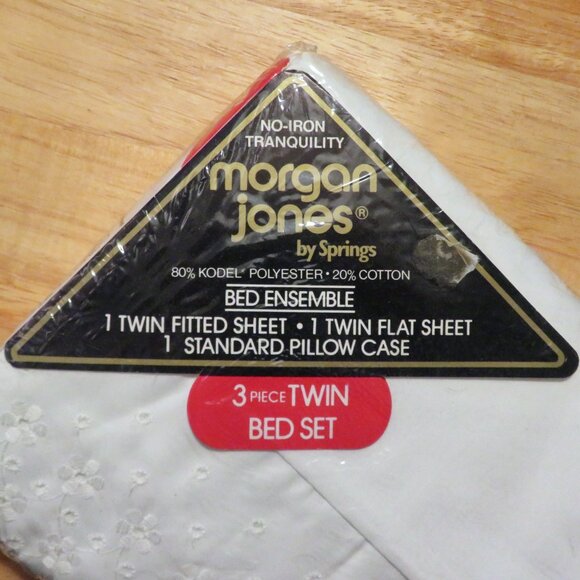 NO-IRON
TRANQUILITY
morgan
jones®
by Springs
80% KODEL® POLYESTER • 20% COTTON
BED ENSEMBLE
1 TWIN FITTED SHEET • 1 TWIN FLAT SHEET
1 STANDARD PILLOW CASE
3 PIECE TWIN
BED SET